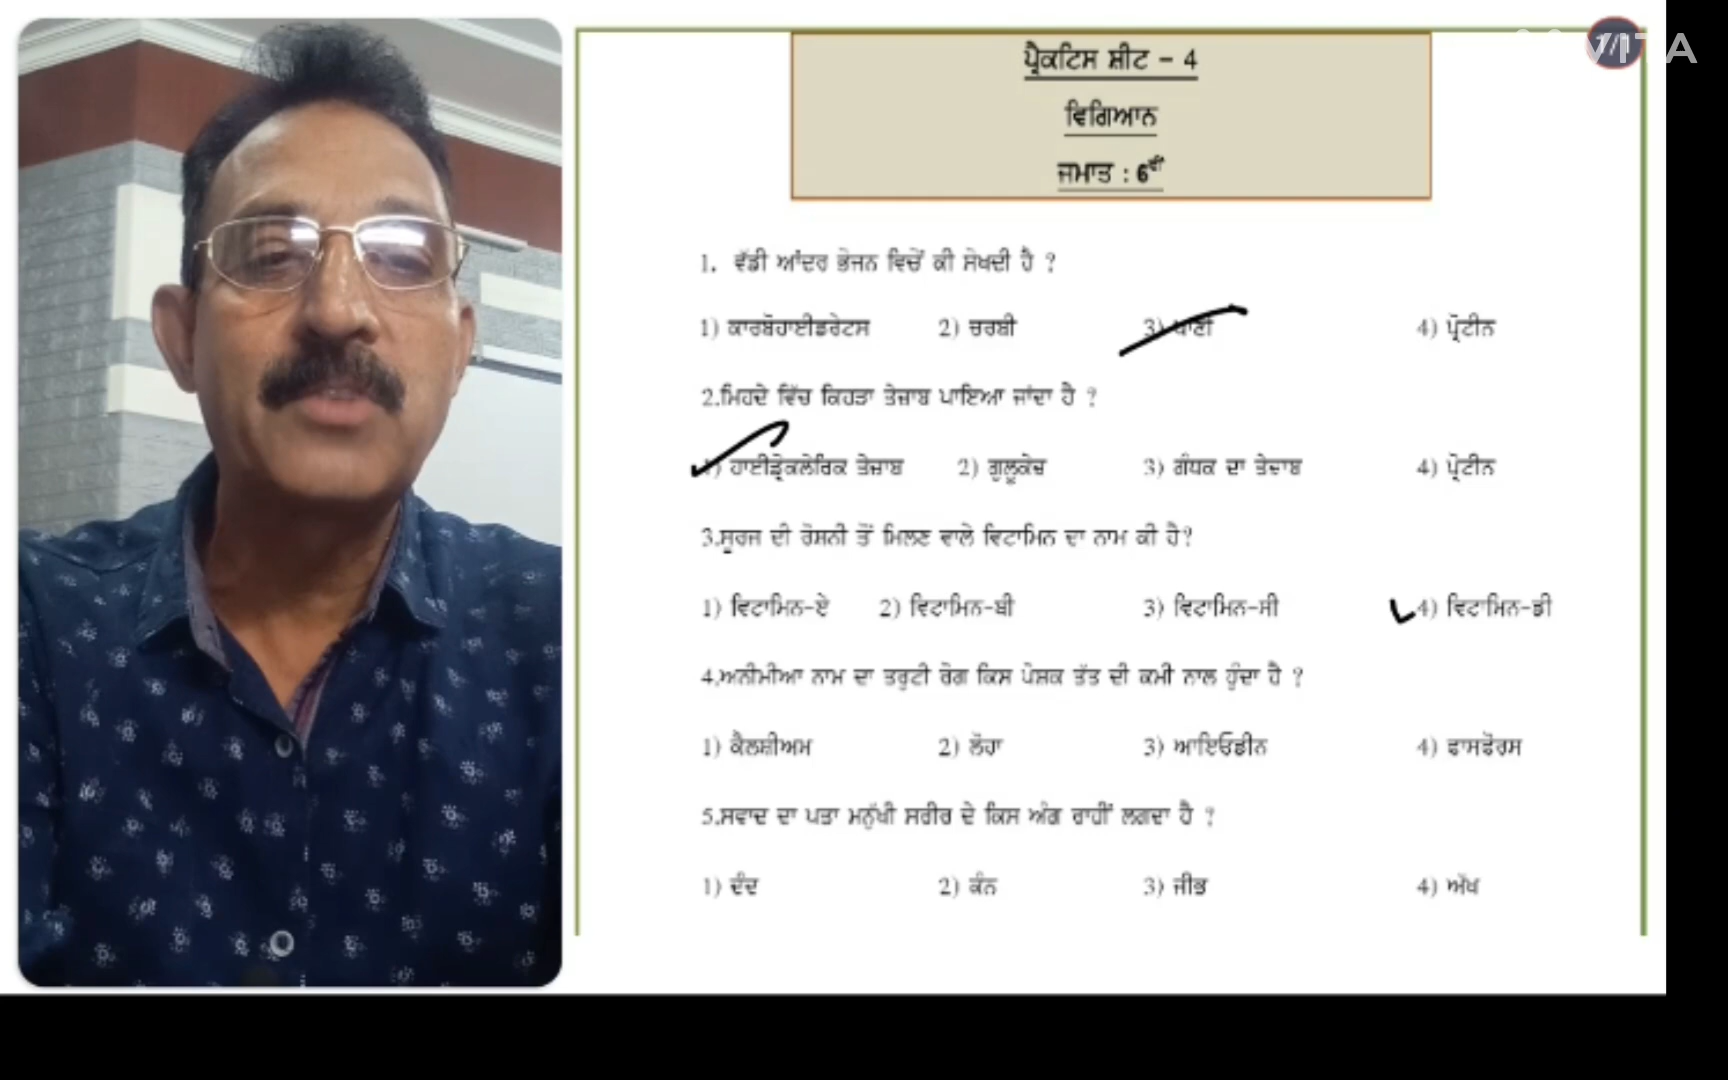 ਪ੍ਰੈਕਟਿਸ ਸ਼ੀਟ - 4
VITA
ਵਿਗਿਆਨ
ਜਮਾਤ : 6ਵੀਂ
1. ਵੱਡੀ ਆਂਦਰ ਭੋਜਨ ਵਿਚੋਂ ਕੀ ਸੋਖਦੀ ਹੈ ?
1) ਕਾਰਬੋਹਾਈਡਰੇਟਸ 2) ਚਰਬੀ 3) ਪਾਣੀ 4) ਪ੍ਰੋਟੀਨ
2.ਮਿਹਦੇ ਵਿੱਚ ਕਿਹੜਾ ਤੇਜ਼ਾਬ ਪਾਇਆ ਜਾਂਦਾ ਹੈ ?
1) ਹਾਈਡ੍ਰੋਕਲੋਰਿਕ ਤੇਜ਼ਾਬ 2) ਗੁਲੂਕੋਜ਼ 3) ਗੰਧਕ ਦਾ ਤੇਜ਼ਾਬ 4) ਪ੍ਰੋਟੀਨ
3.ਸੂਰਜ ਦੀ ਰੋਸ਼ਨੀ ਤੋਂ ਮਿਲਣ ਵਾਲੇ ਵਿਟਾਮਿਨ ਦਾ ਨਾਮ ਕੀ ਹੈ?
1) ਵਿਟਾਮਿਨ-ਏ 2) ਵਿਟਾਮਿਨ-ਬੀ 3) ਵਿਟਾਮਿਨ-ਸੀ 4) ਵਿਟਾਮਿਨ-ਡੀ
4.ਅਨੀਮੀਆ ਨਾਮ ਦਾ ਤਰੁਟੀ ਰੋਗ ਕਿਸ ਪੋਸ਼ਕ ਤੱਤ ਦੀ ਕਮੀ ਨਾਲ ਹੁੰਦਾ ਹੈ ?
1) ਕੈਲਸ਼ੀਅਮ 2) ਲੋਹਾ 3) ਆਇਓਡੀਨ 4) ਫਾਸਫੋਰਸ
5.ਸਵਾਦ ਦਾ ਪਤਾ ਮਨੁੱਖੀ ਸਰੀਰ ਦੇ ਕਿਸ ਅੰਗ ਰਾਹੀਂ ਲਗਦਾ ਹੈ ?
1) ਦੰਦ 2) ਕੰਨ 3) ਜੀਭ 4) ਅੱਖ